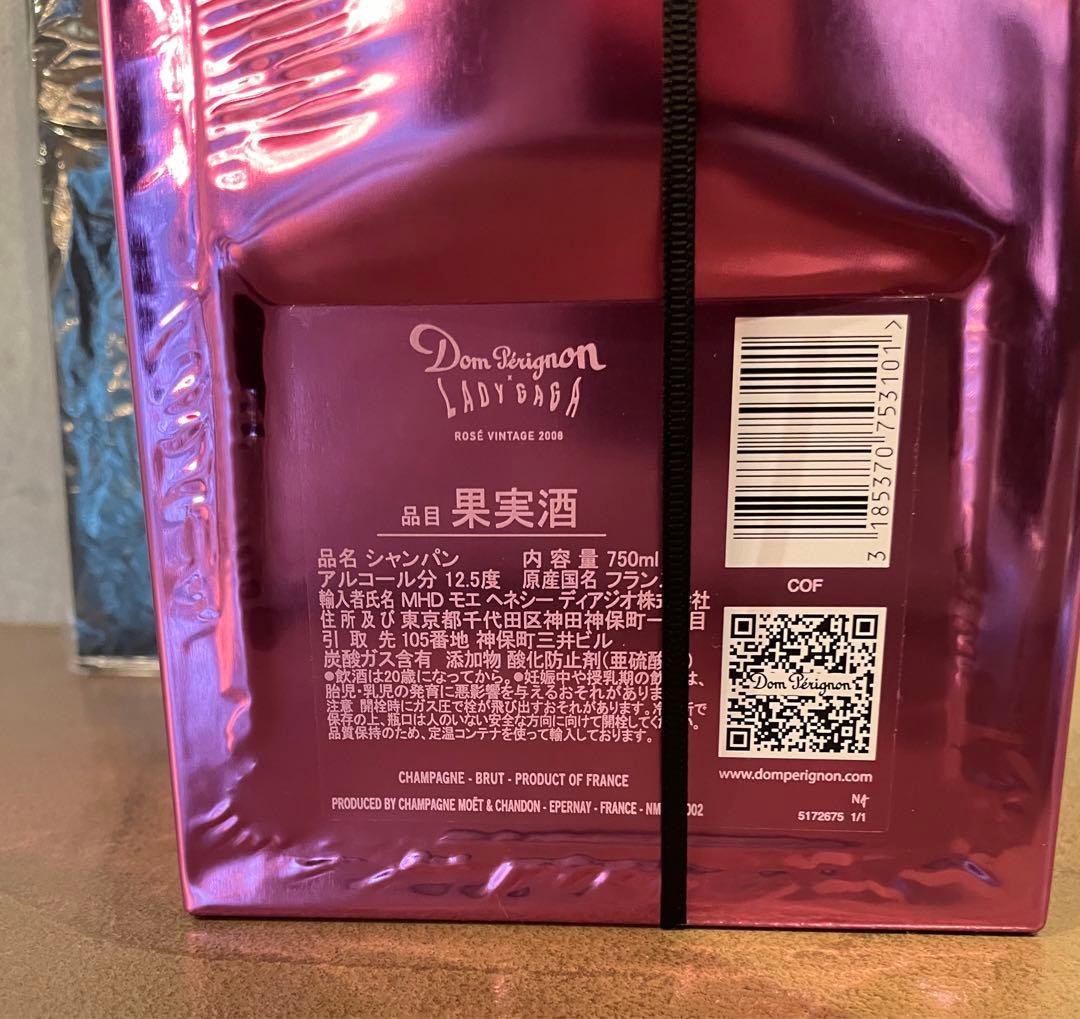 Dom Pérignon
×
LADY GAGA
ROSÉ VINTAGE 2008
品目 果実酒
品名 シャンパン 内容量 750ml
アルコール分 12.5度 原産国名 フラン
輸入者氏名 MHD モエ ヘネシー ディアジオ株式 社
住所及び 東京都千代田区神田神保町一 目
引取先 105番地 神保町三井ビル
炭酸ガス含有 添加物 酸化防止剤(亜硫酸 )
●飲酒は20歳になってから。●妊娠中や授乳期の飲 は、
胎児・乳児の発育に悪影響を与えるおそれがありま
注意 開栓時にガス圧で栓が飛び出すおそれがあります。冷 所で
保存の上、瓶口は人のいない安全な方向に向けて開栓してく い。
品質保持のため、定温コンテナを使って輸入しております。
CHAMPAGNE - BRUT - PRODUCT OF FRANCE
PRODUCED BY CHAMPAGNE MOËT & CHANDON - EPERNAY - FRANCE - NM 002
3 185370 753101 >
COF
Dom Pérignon
www.domperignon.com
5172675 1/1